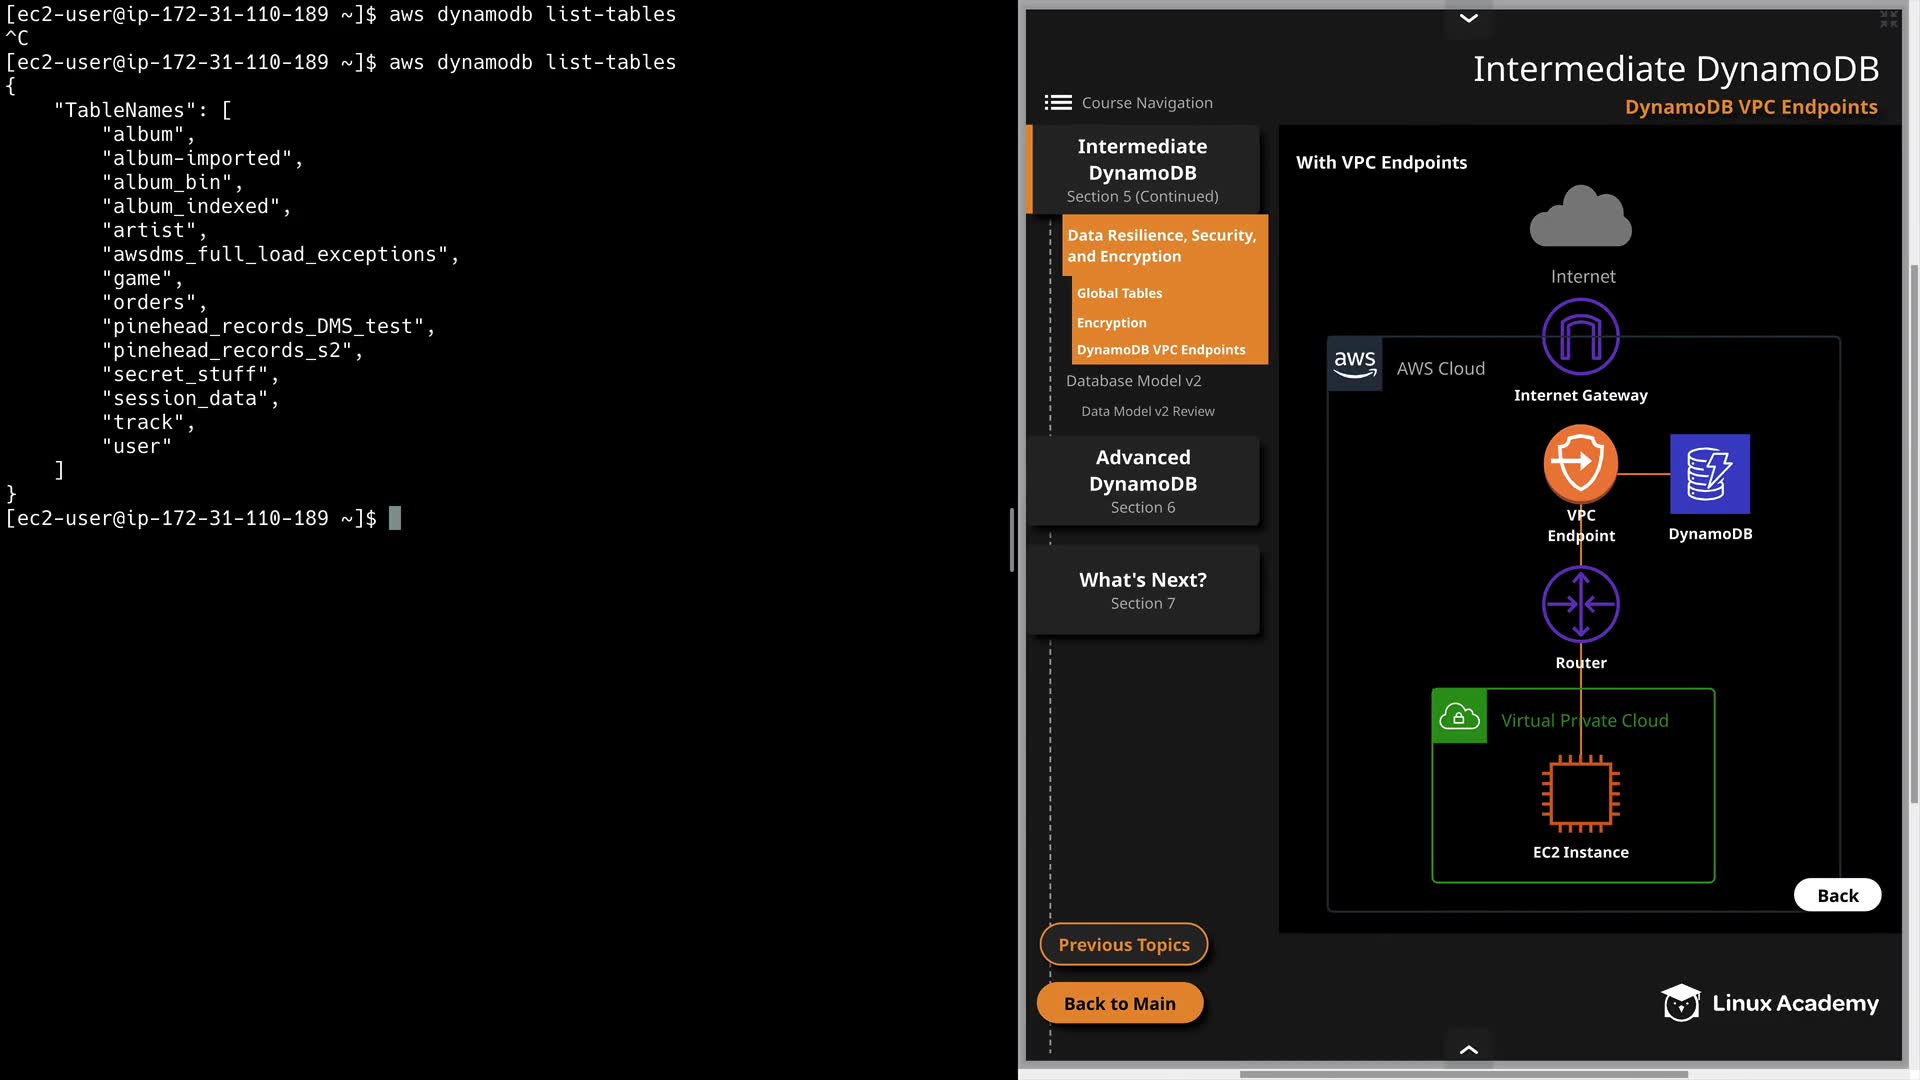 [ec2-user@ip-172-31-110-189 ~]$ aws dynamodb list-tables
^C
[ec2-user@ip-172-31-110-189 ~]$ aws dynamodb list-tables
{
    "TableNames": [
        "album",
        "album-imported",
        "album_bin",
        "album_indexed",
        "artist",
        "awsdms_full_load_exceptions",
        "game",
        "orders",
        "pinehead_records_DMS_test",
        "pinehead_records_s2",
        "secret_stuff",
        "session_data",
        "track",
        "user"
    ]
}
[ec2-user@ip-172-31-110-189 ~]$
Intermediate DynamoDB
DynamoDB VPC Endpoints
Course Navigation
Intermediate
DynamoDB
Section 5 (Continued)
Data Resilience, Security,
and Encryption
Global Tables
Encryption
DynamoDB VPC Endpoints
Database Model v2
Data Model v2 Review
Advanced
DynamoDB
Section 6
What's Next?
Section 7
Previous Topics
Back to Main
With VPC Endpoints
Internet
aws
AWS Cloud
Internet Gateway
VPC
Endpoint
DynamoDB
Router
Virtual Private Cloud
EC2 Instance
Back
Linux Academy